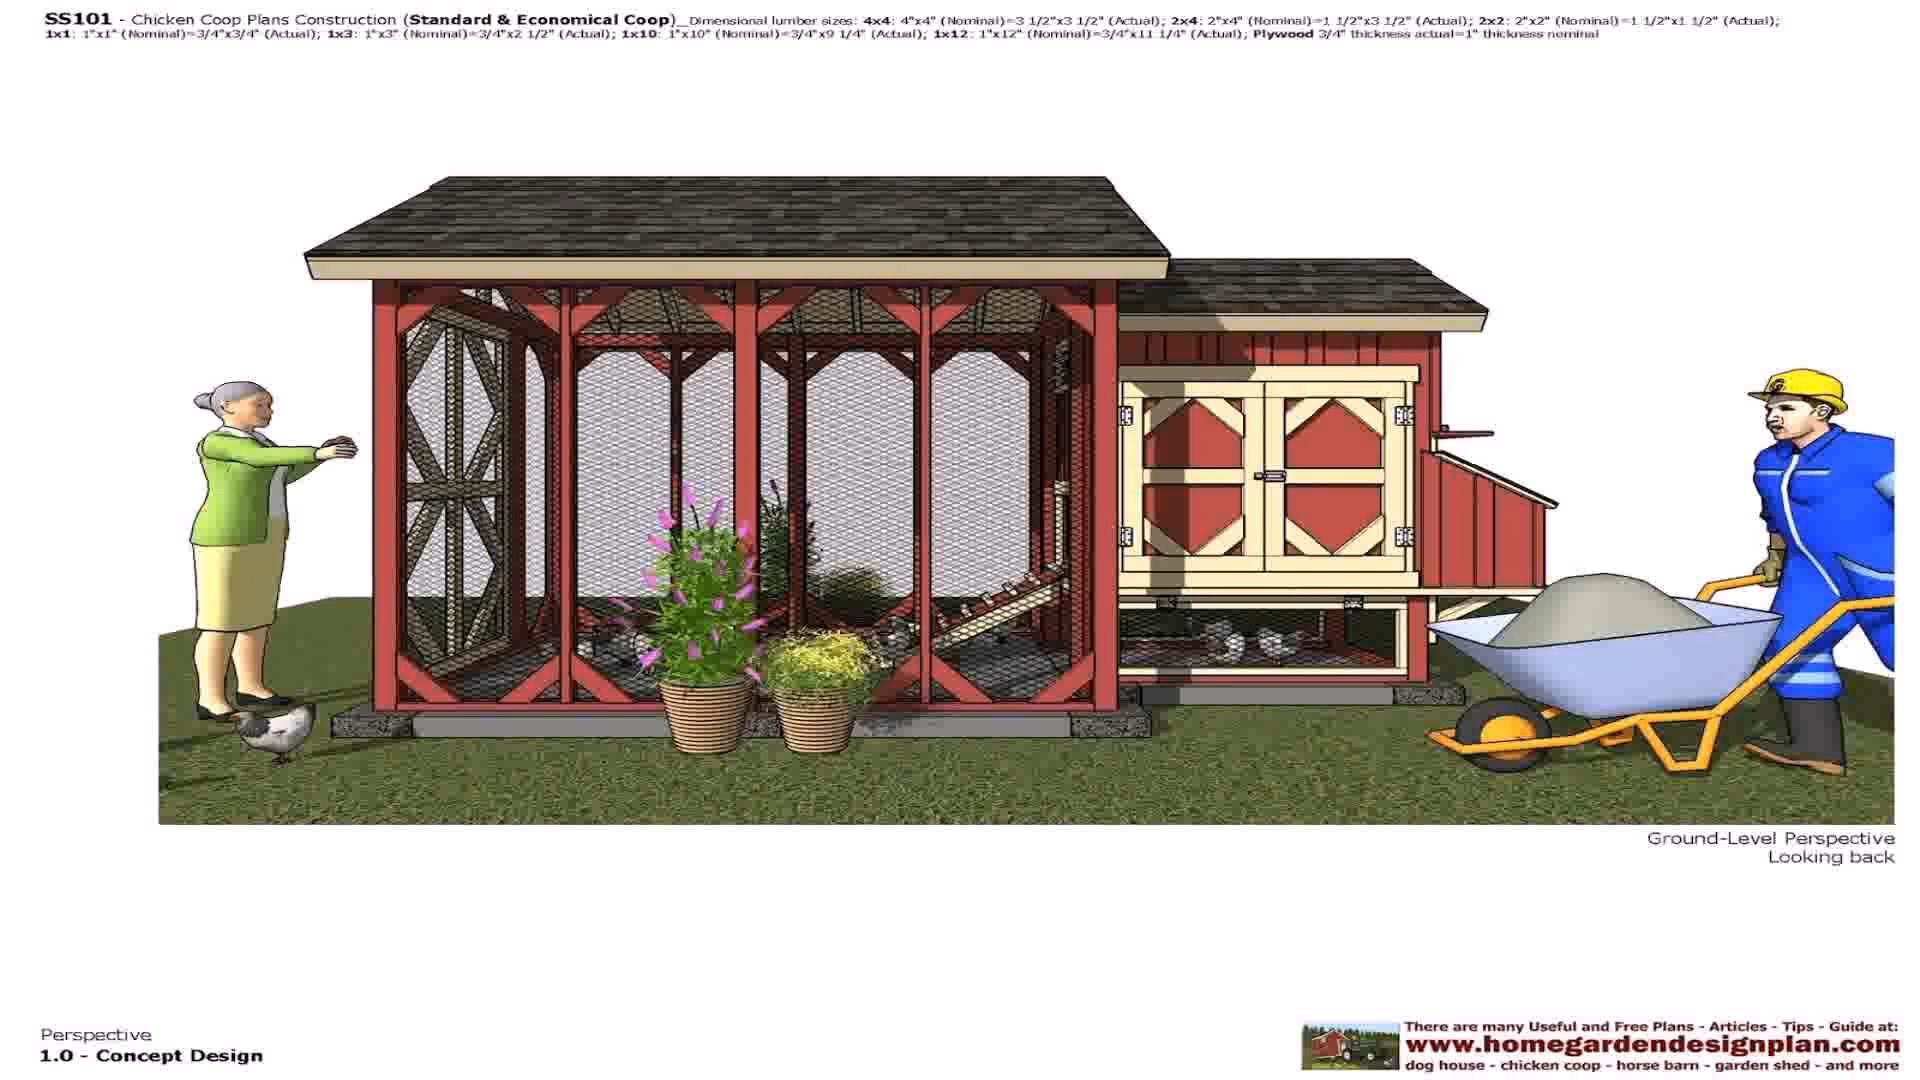 SS101 - Chicken Coop Plans Construction (Standard & Economical Coop)_Dimensional lumber sizes: 4x4: 4"x4" (Nominal)=3 1/2"x3 1/2" (Actual); 2x4: 2"x4" (Nominal)=1 1/2"x3 1/2" (Actual); 2x2: 2"x2" (Nominal)=1 1/2"x1 1/2" (Actual);
1x1: 1"x1" (Nominal)=3/4"x3/4" (Actual); 1x3: 1"x3" (Nominal)=3/4"x2 1/2" (Actual); 1x10: 1"x10" (Nominal)=3/4"x9 1/4" (Actual); 1x12: 1"x12" (Nominal)=3/4"x11 1/4" (Actual); Plywood 3/4" thickness actual=1" thickness nominal
Ground-Level Perspective
Looking back
Perspective
1.0 - Concept Design
There are many Useful and Free Plans - Articles - Tips - Guide at:
www.homegardendesignplan.com
dog house - chicken coop - horse barn - garden shed - and more